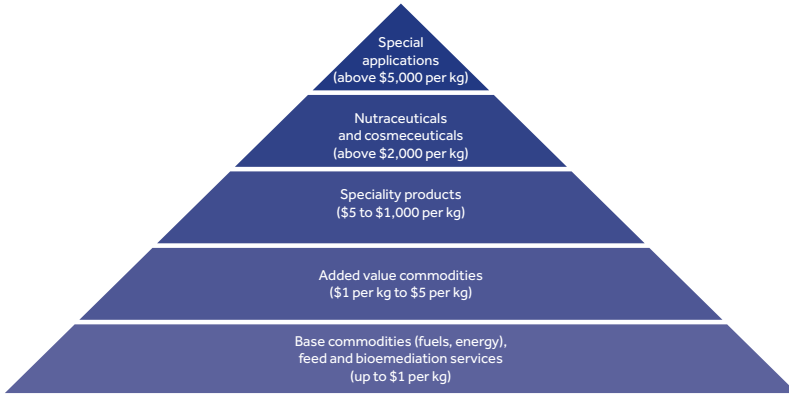 Special
applications
(above $5,000 per kg)
Nutraceuticals
and cosmeceuticals
(above $2,000 per kg)
Speciality products
($5 to $1,000 per kg)
Added value commodities
($1 per kg to $5 per kg)
Base commodities (fuels, energy),
feed and bioemediation services
(up to $1 per kg)